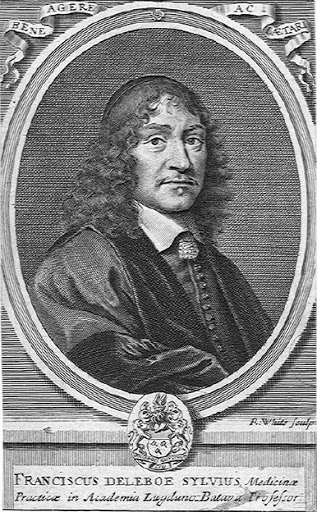 BENE
AGERE
AC
LÆTARI
R. White sculp.
FRANCISCUS DELEBOE SYLVIUS, Medicinæ
Practicæ in Academia Lugduno-Batava Professor.